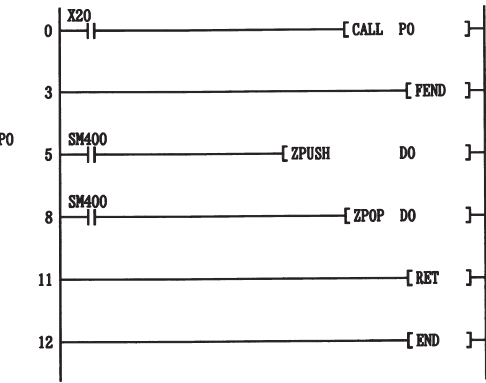 X20
0 [ CALL P0 ]
3 [ FEND ]
P0
SM400
5 [ ZPUSH D0 ]
SM400
8 [ ZPOP D0 ]
11 [ RET ]
12 [ END ]